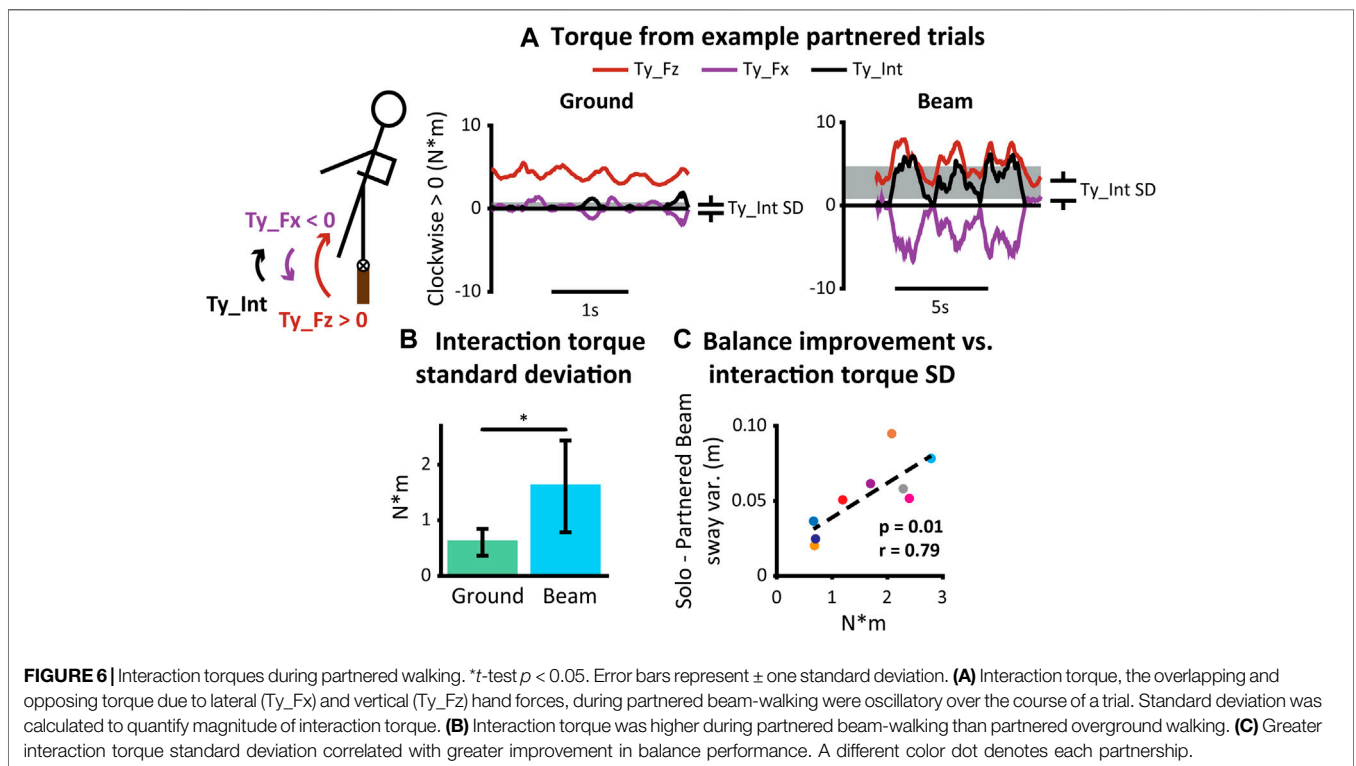 A Torque from example partnered trials
Ty_Fz Ty_Fx Ty_Int
Ground
Beam
Clockwise > 0 (N*m)
10
0
-10
Ty_Int SD
1s
10
0
-10
Ty_Int SD
5s
Ty_Fx < 0
Ty_Int
Ty_Fz > 0
B Interaction torque
standard deviation
*
N*m
2
1
0
Ground Beam
C Balance improvement vs.
interaction torque SD
Solo - Partnered Beam
sway var. (m)
0.10
0.05
0
p = 0.01
r = 0.79
0 1 2 3
N*m
FIGURE 6 | Interaction torques during partnered walking. *t-test p < 0.05. Error bars represent ± one standard deviation. (A) Interaction torque, the overlapping and
opposing torque due to lateral (Ty_Fx) and vertical (Ty_Fz) hand forces, during partnered beam-walking were oscillatory over the course of a trial. Standard deviation was
calculated to quantify magnitude of interaction torque. (B) Interaction torque was higher during partnered beam-walking than partnered overground walking. (C) Greater
interaction torque standard deviation correlated with greater improvement in balance performance. A different color dot denotes each partnership.